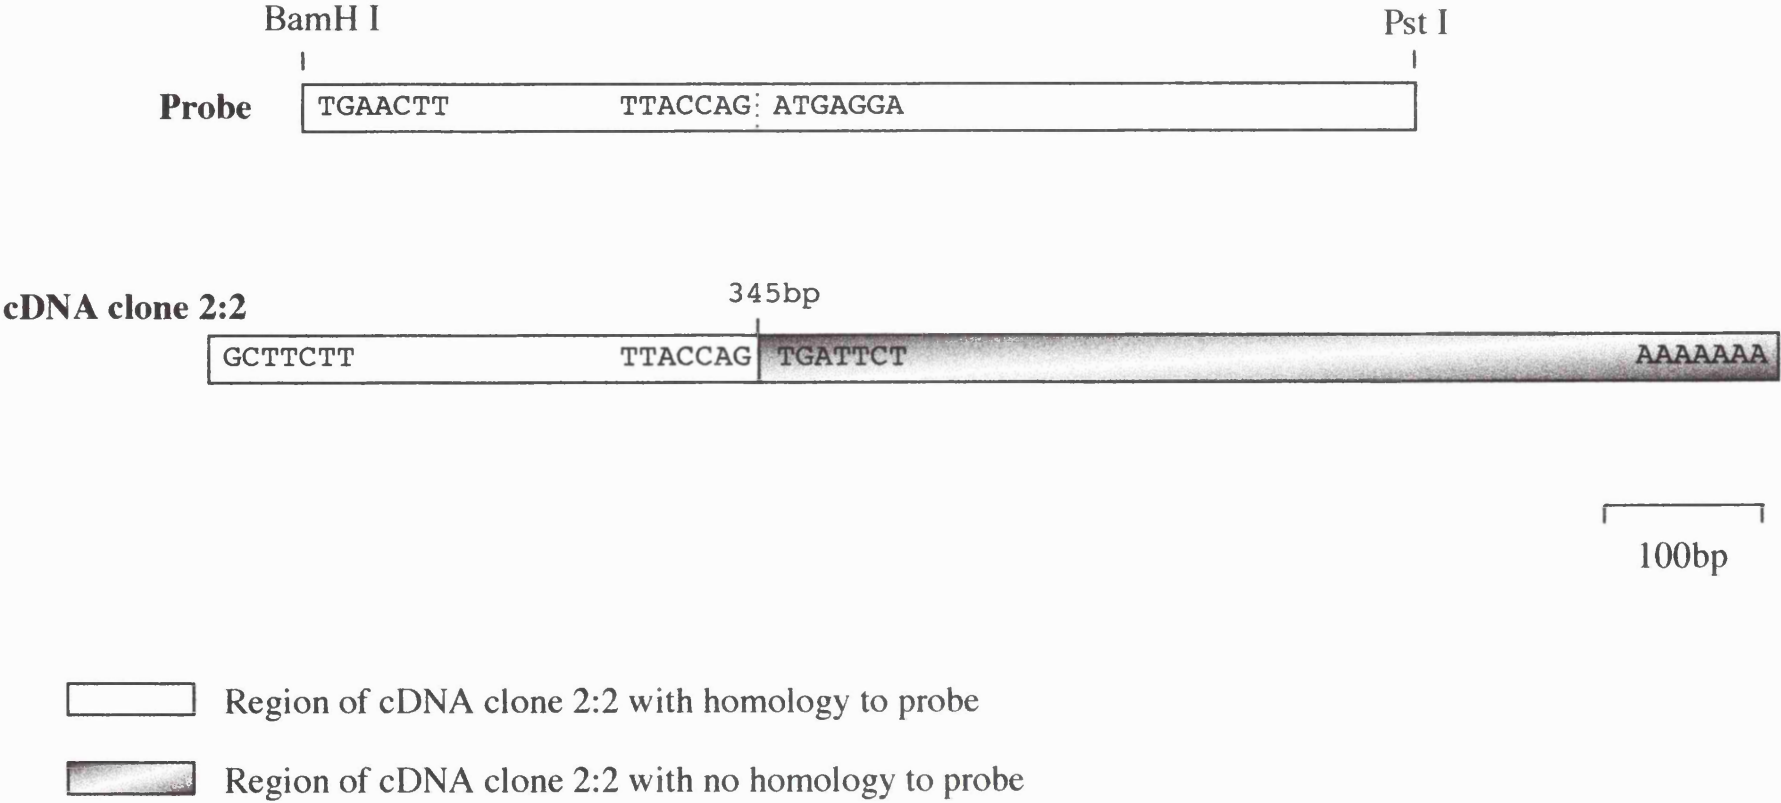 BamH I
Pst I
Probe
TGAACTT TTACCAG ATGAGGA
345bp
cDNA clone 2:2
GCTTCTT TTACCAG TGATTCT AAAAAAA
100bp
Region of cDNA clone 2:2 with homology to probe
Region of cDNA clone 2:2 with no homology to probe